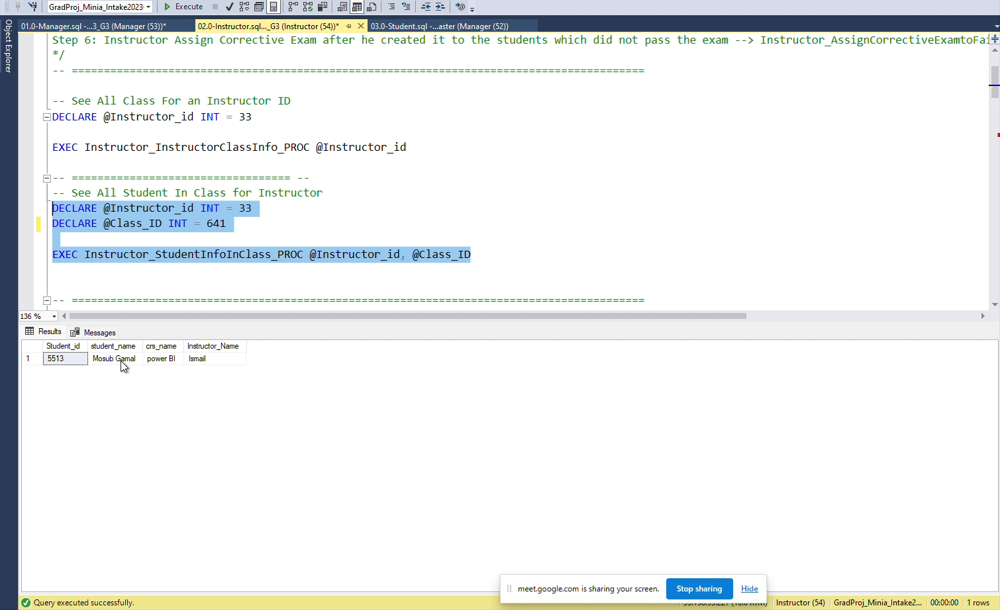 GradProj_Minia_Intake2023
Execute
Object Explorer
01.0-Manager.sql -...3_G3 (Manager (53))*
02.0-Instructor.sql..._G3 (Instructor (54))*
03.0-Student.sql -...aster (Manager (52))
Step 6: Instructor Assign Corrective Exam after he created it to the students which did not pass the exam --> Instructor_AssignCorrectiveExamtoFai
*/
-- =========================================================================================
-- See All Class For an Instructor ID
DECLARE @Instructor_id INT = 33
EXEC Instructor_InstructorClassInfo_PROC @Instructor_id
-- ================================== --
-- See All Student In Class for Instructor
DECLARE @Instructor_id INT = 33
DECLARE @Class_ID INT = 641
EXEC Instructor_StudentInfoInClass_PROC @Instructor_id, @Class_ID
-- =========================================================================================
136 %
Results
Messages
Student_id student_name crs_name Instructor_Name
1 5513 Mosub Gamal power BI Ismail
meet.google.com is sharing your screen.
Stop sharing
Hide
Query executed successfully.
Instructor (54)
GradProj_Minia_Intake2...
00:00:00
1 rows